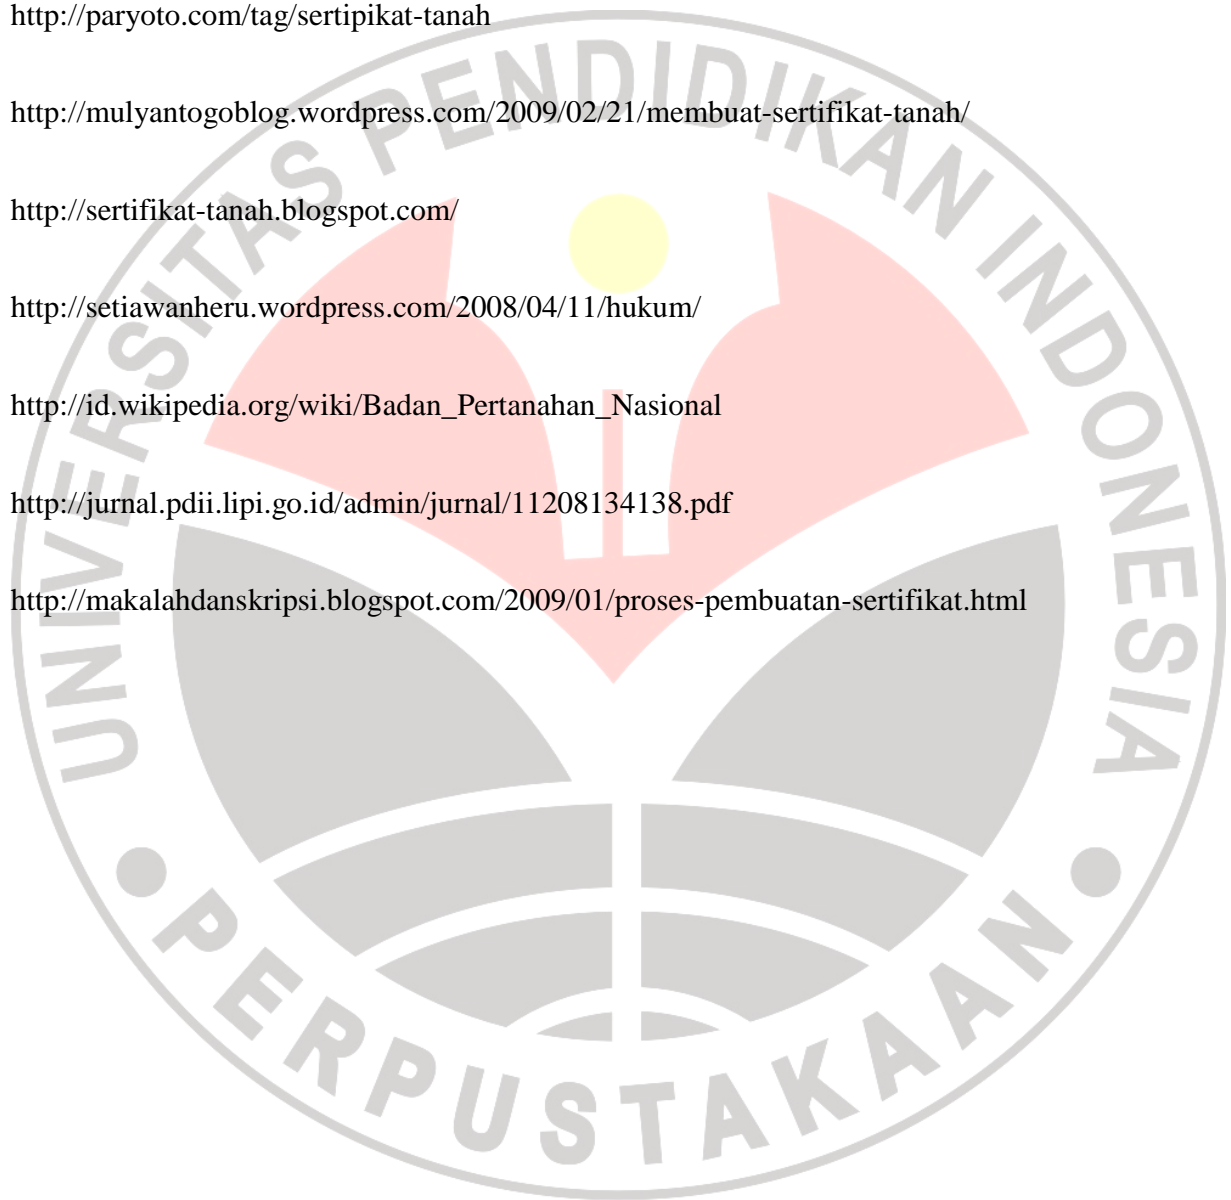 http://paryoto.com/tag/sertipikat-tanah
http://mulyantogoblog.wordpress.com/2009/02/21/membuat-sertifikat-tanah/
http://sertifikat-tanah.blogspot.com/
http://setiawanheru.wordpress.com/2008/04/11/hukum/
http://id.wikipedia.org/wiki/Badan_Pertanahan_Nasional
http://jurnal.pdii.lipi.go.id/admin/jurnal/11208134138.pdf
http://makalahdanskripsi.blogspot.com/2009/01/proses-pembuatan-sertifikat.html
UNIVERSITAS PENDIDIKAN INDONESIA
PERPUSTAKAAN